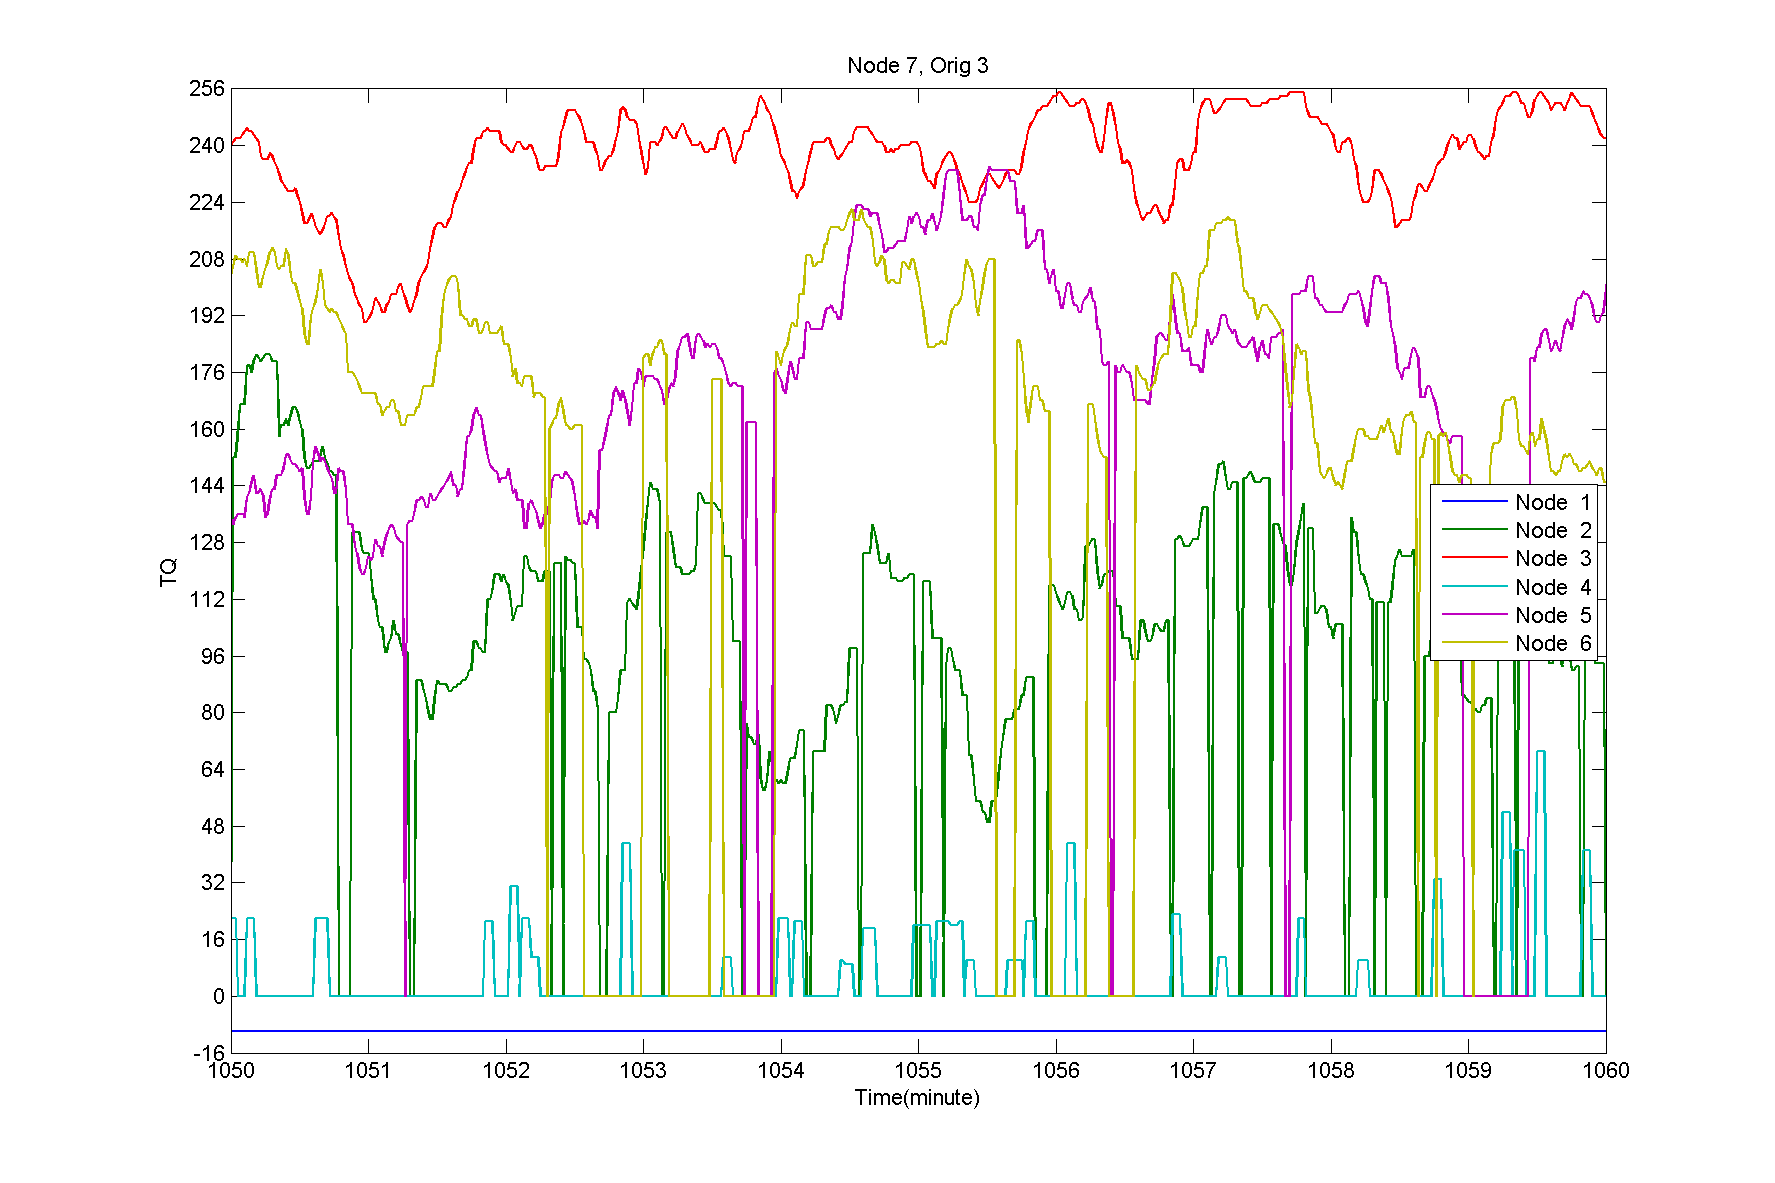 Node 7, Orig 3
256
240
224
208
192
176
160
144
128
112
96
80
64
48
32
16
0
-16
TQ
Node 1
Node 2
Node 3
Node 4
Node 5
Node 6
1050 1051 1052 1053 1054 1055 1056 1057 1058 1059 1060
Time(minute)